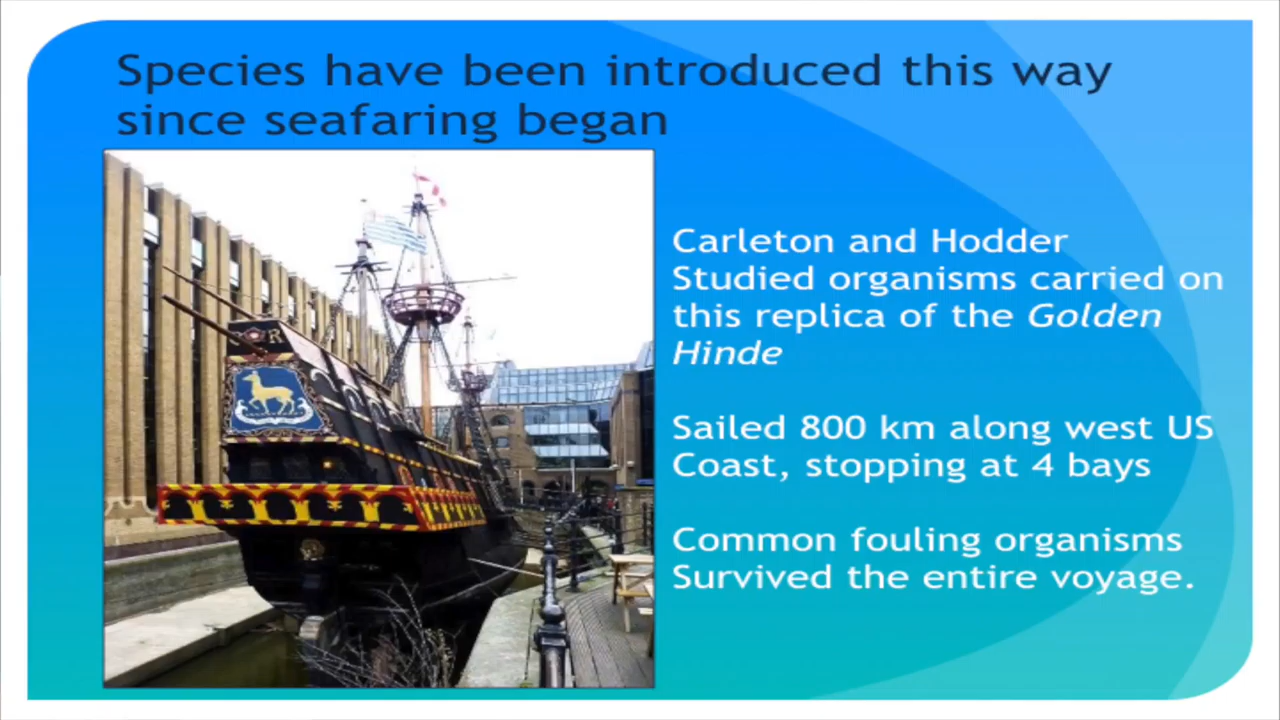 Species have been introduced this way
since seafaring began
Carleton and Hodder
Studied organisms carried on
this replica of the Golden
Hinde
Sailed 800 km along west US
Coast, stopping at 4 bays
Common fouling organisms
Survived the entire voyage.